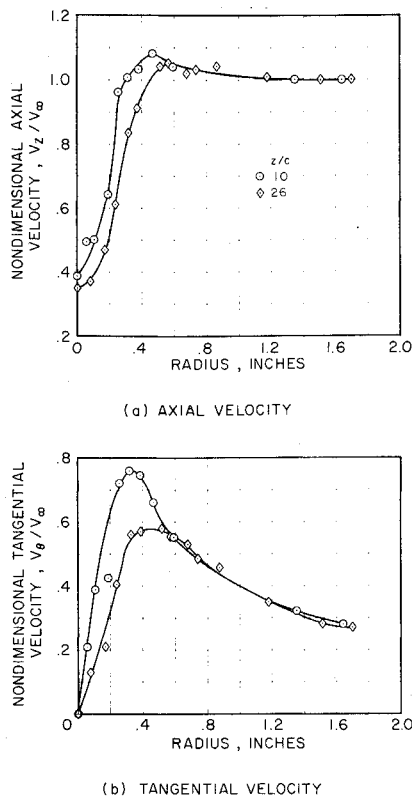 NONDIMENSIONAL AXIAL
VELOCITY , Vz/V∞
1.2
1.0
.8
.6
.4
.2
z/c
10
26
0
.4
.8
1.2
1.6
2.0
RADIUS , INCHES
(a) AXIAL VELOCITY
NONDIMENSIONAL TANGENTIAL
VELOCITY , Vθ/V∞
.8
.6
.4
.2
0
.4
.8
1.2
1.6
2.0
RADIUS , INCHES
(b) TANGENTIAL VELOCITY